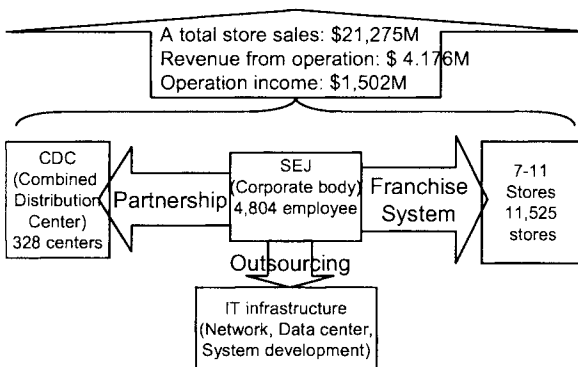 A total store sales: $21,275M
Revenue from operation: $ 4.176M
Operation income: $1,502M
CDC
(Combined
Distribution
Center)
328 centers
Partnership
SEJ
(Corporate body)
4,804 employee
Franchise
System
7-11
Stores
11,525
stores
Outsourcing
IT infrastructure
(Network, Data center,
System development)